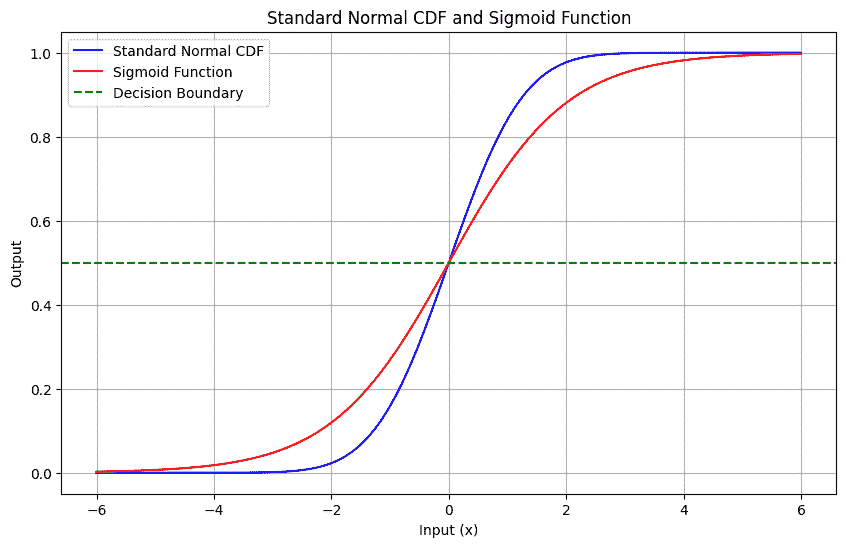 Standard Normal CDF and Sigmoid Function
Standard Normal CDF
Sigmoid Function
Decision Boundary
1.0
0.8
0.6
0.4
0.2
0.0
Output
−6
−4
−2
0
2
4
6
Input (x)